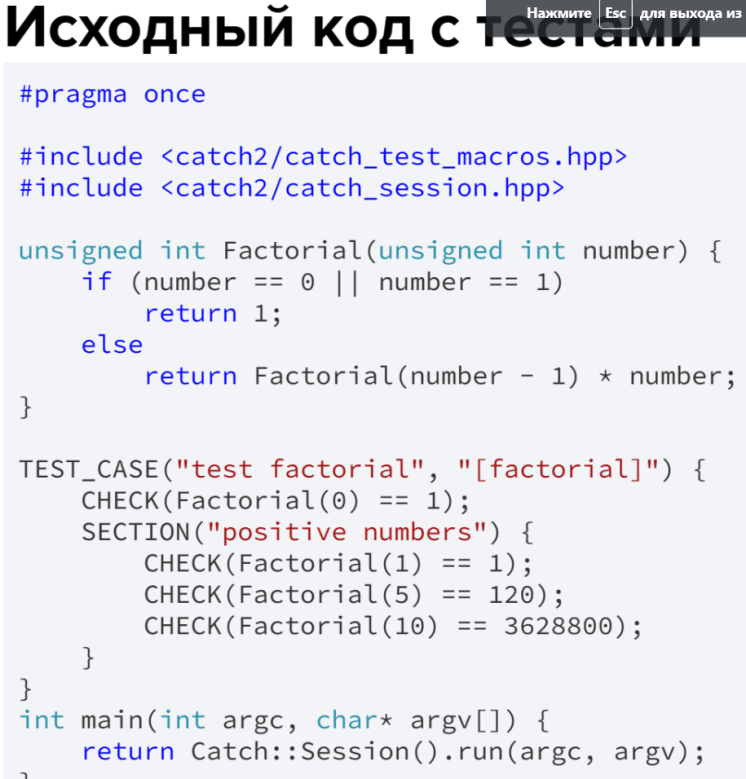 Исходный код с тестами
Нажмите Esc для выхода из
#pragma once
#include <catch2/catch_test_macros.hpp>
#include <catch2/catch_session.hpp>
unsigned int Factorial(unsigned int number) {
    if (number == 0 || number == 1)
        return 1;
    else
        return Factorial(number - 1) * number;
}
TEST_CASE("test factorial", "[factorial]") {
    CHECK(Factorial(0) == 1);
    SECTION("positive numbers") {
        CHECK(Factorial(1) == 1);
        CHECK(Factorial(5) == 120);
        CHECK(Factorial(10) == 3628800);
    }
}
int main(int argc, char* argv[]) {
    return Catch::Session().run(argc, argv);
}